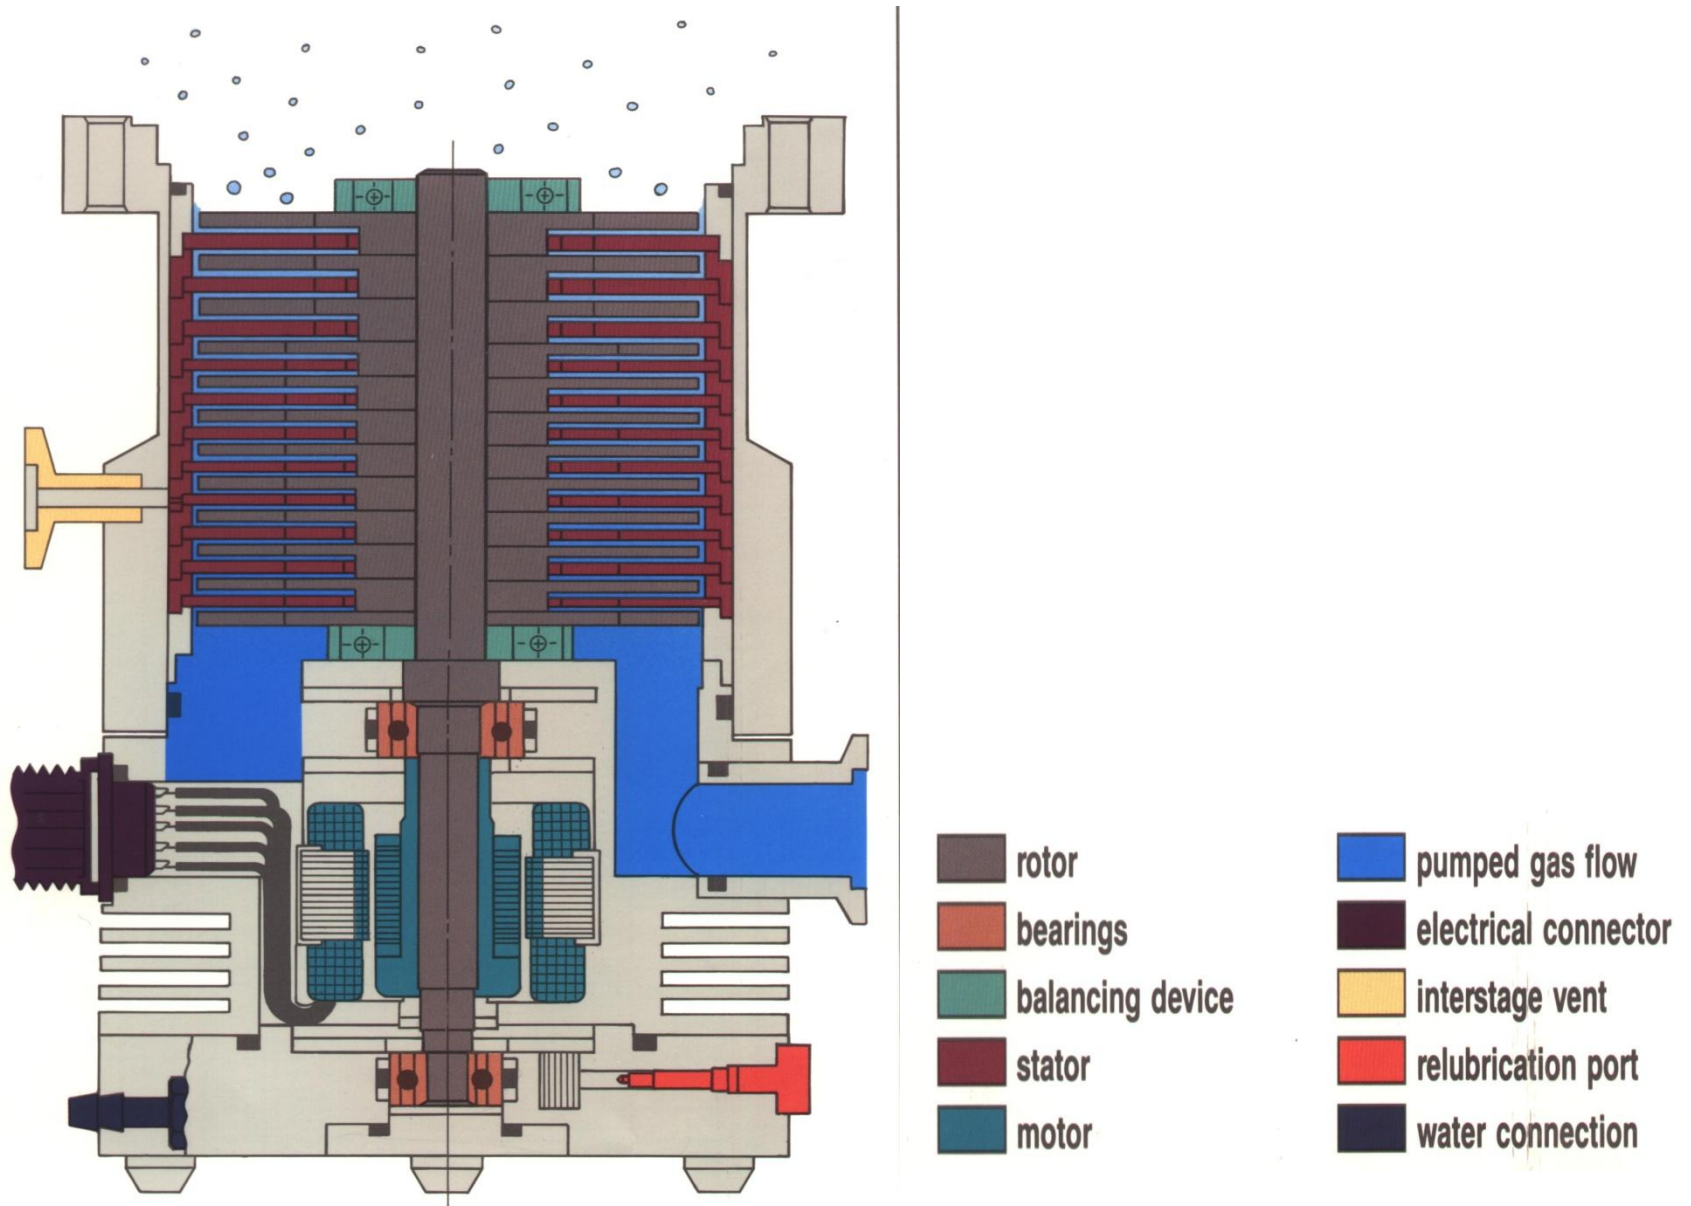 rotor
bearings
balancing device
stator
motor
pumped gas flow
electrical connector
interstage vent
relubrication port
water connection